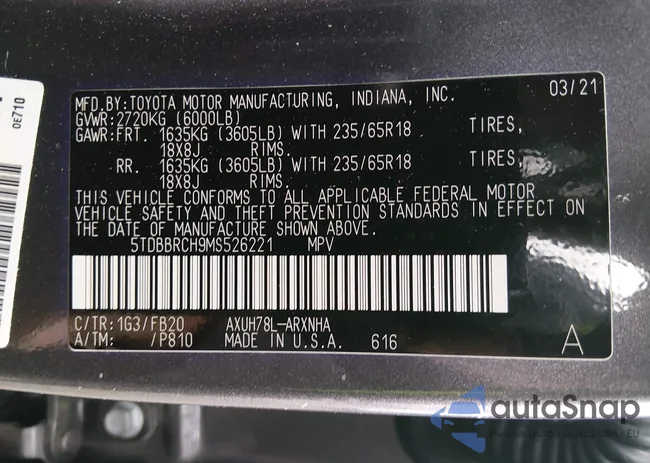 0E710
03/21
MFD.BY:TOYOTA MOTOR MANUFACTURING, INDIANA, INC.
GVWR:2720KG (6000LB)
GAWR:FRT. 1635KG (3605LB) WITH 235/65R18 TIRES,
18X8J RIMS.
RR. 1635KG (3605LB) WITH 235/65R18 TIRES,
18X8J RIMS.
THIS VEHICLE CONFORMS TO ALL APPLICABLE FEDERAL MOTOR
VEHICLE SAFETY AND THEFT PREVENTION STANDARDS IN EFFECT ON
THE DATE OF MANUFACTURE SHOWN ABOVE.
5TDBBRCH9MS526221 MPV
C/TR:1G3/FB20 AXUH78L-ARXNHA
A/TM: /P810 MADE IN U.S.A. 616 A
autoSnap